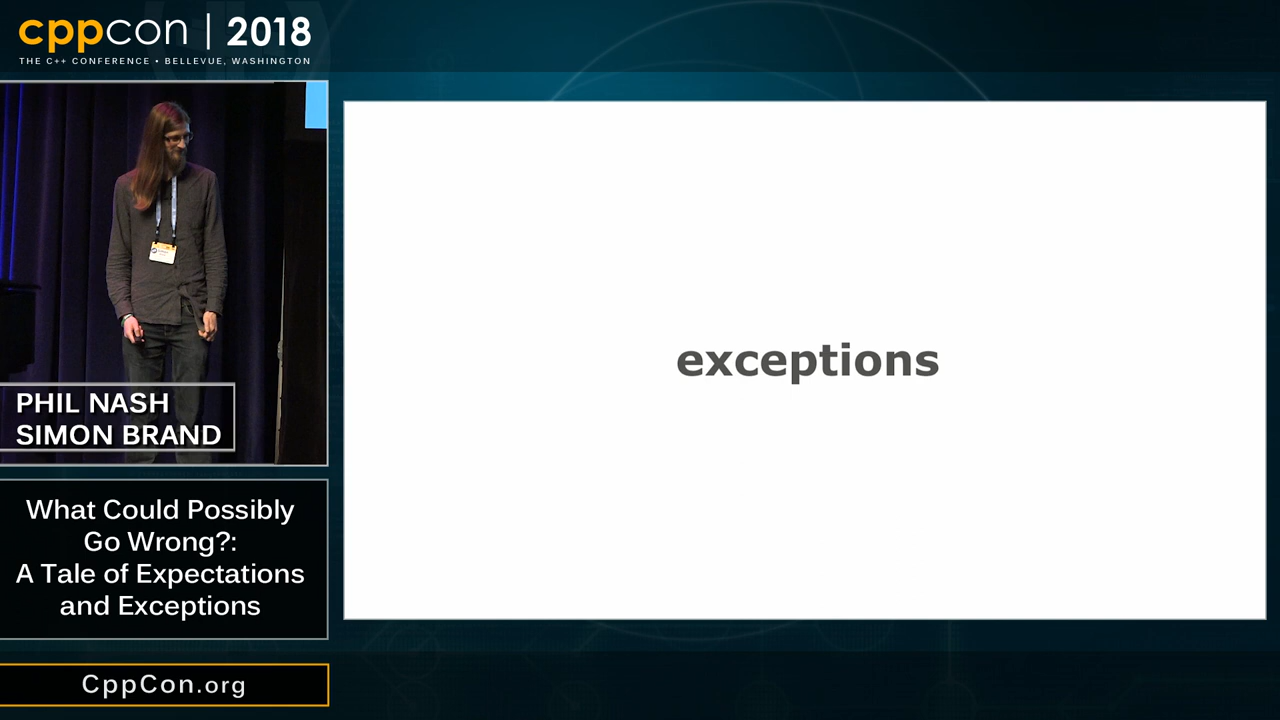 cppcon | 2018
THE C++ CONFERENCE • BELLEVUE, WASHINGTON
PHIL NASH
SIMON BRAND
What Could Possibly
Go Wrong?:
A Tale of Expectations
and Exceptions
CppCon.org
exceptions